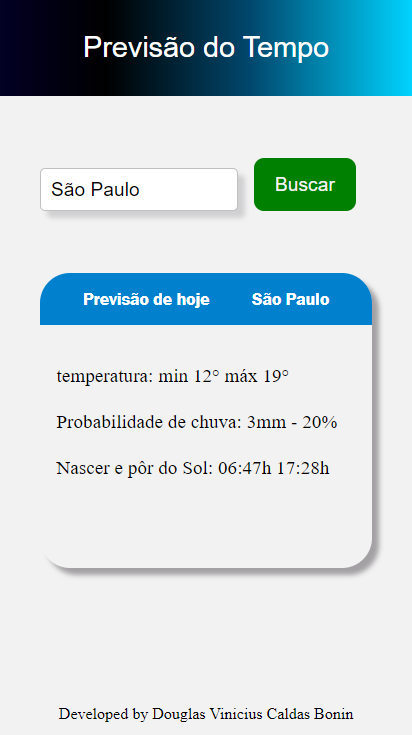 Previsão do Tempo
São Paulo
Buscar
Previsão de hoje São Paulo
temperatura: min 12° máx 19°
Probabilidade de chuva: 3mm - 20%
Nascer e pôr do Sol: 06:47h 17:28h
Developed by Douglas Vinicius Caldas Bonin